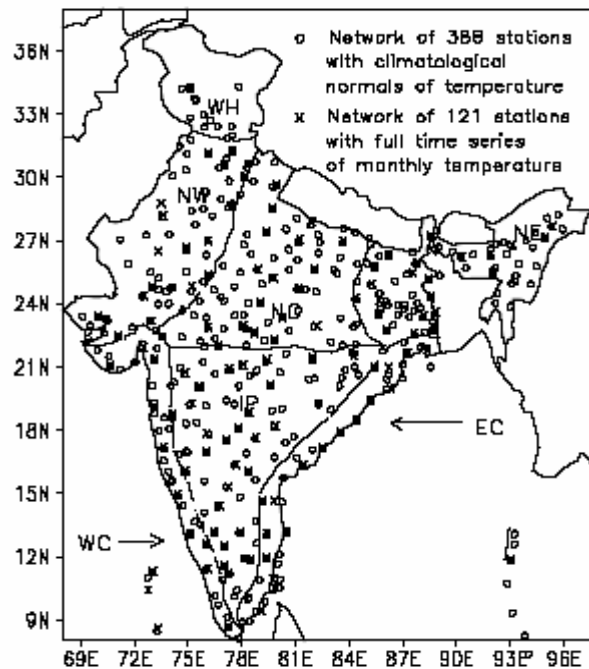 36N
33N
30N
27N
24N
21N
18N
15N
12N
9N
o Network of 388 stations
with climatological
normals of temperature
x Network of 121 stations
with full time series
of monthly temperature
WH
NW
NE
IP
EC
WC
69E 72E 75E 78E 81E 84E 87E 90E 93E 96E